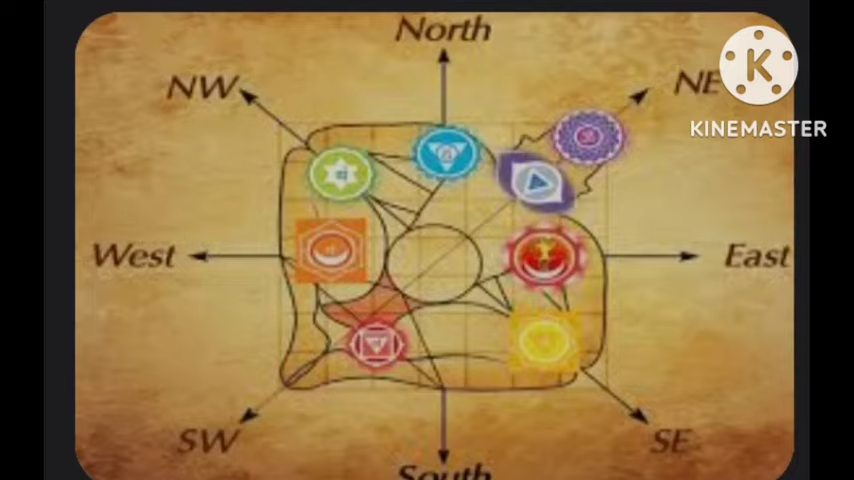 North
NW
NE
K
KINEMASTER
West
East
SW
SE
South